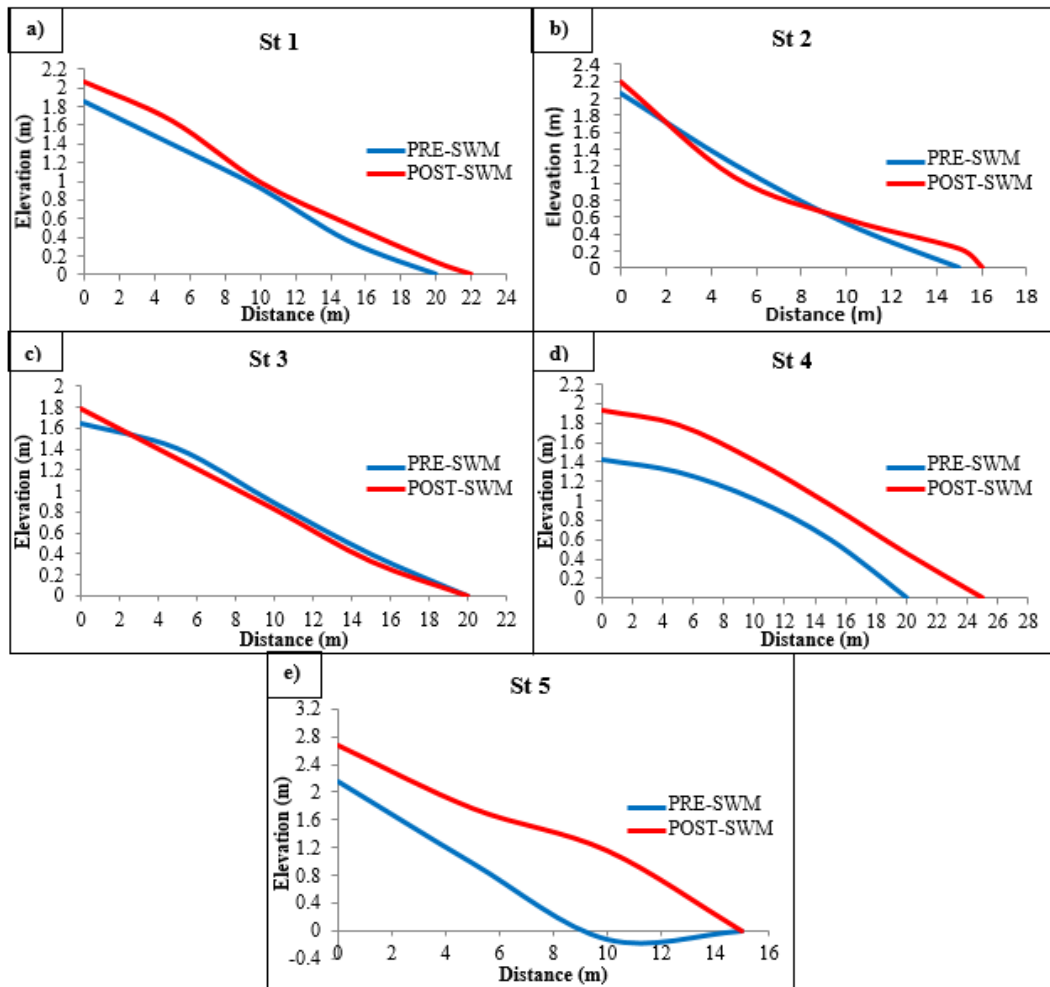 a)
St 1
Elevation (m)
2.2
2
1.8
1.6
1.4
1.2
1
0.8
0.6
0.4
0.2
0
0 2 4 6 8 10 12 14 16 18 20 22 24
Distance (m)
PRE-SWM
POST-SWM
b)
St 2
Elevation (m)
2.4
2.2
2
1.8
1.6
1.4
1.2
1
0.8
0.6
0.4
0.2
0
0 2 4 6 8 10 12 14 16 18
Distance (m)
PRE-SWM
POST-SWM
c)
St 3
Elevation (m)
2
1.8
1.6
1.4
1.2
1
0.8
0.6
0.4
0.2
0
0 2 4 6 8 10 12 14 16 18 20 22
Distance (m)
PRE-SWM
POST-SWM
d)
St 4
Elevation (m)
2.2
2
1.8
1.6
1.4
1.2
1
0.8
0.6
0.4
0.2
0
0 2 4 6 8 10 12 14 16 18 20 22 24 26 28
Distance (m)
PRE-SWM
POST-SWM
e)
St 5
Elevation (m)
3.2
2.8
2.4
2
1.6
1.2
0.8
0.4
0
-0.4
0 2 4 6 8 10 12 14 16
Distance (m)
PRE-SWM
POST-SWM